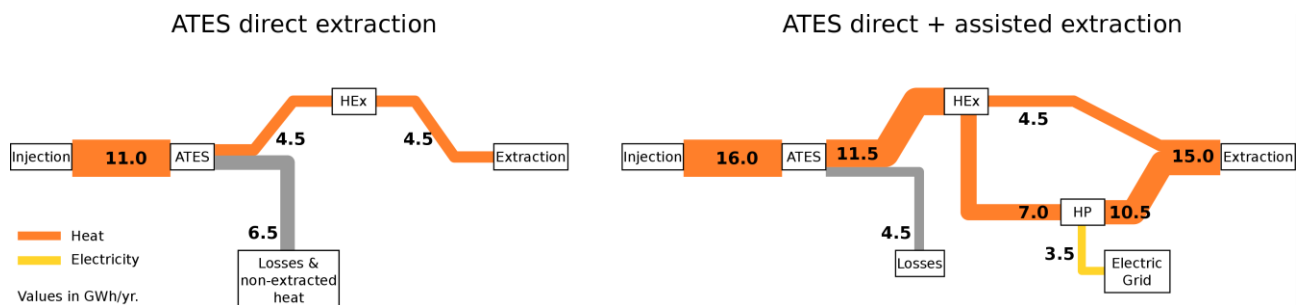 ATES direct extraction
HEx
4.5
4.5
Injection
11.0
ATES
Extraction
6.5
Heat
Electricity
Losses &
non-extracted
heat
Values in GWh/yr.
ATES direct + assisted extraction
HEx
4.5
Injection
16.0
ATES
11.5
15.0
Extraction
7.0
HP
10.5
4.5
3.5
Losses
Electric
Grid